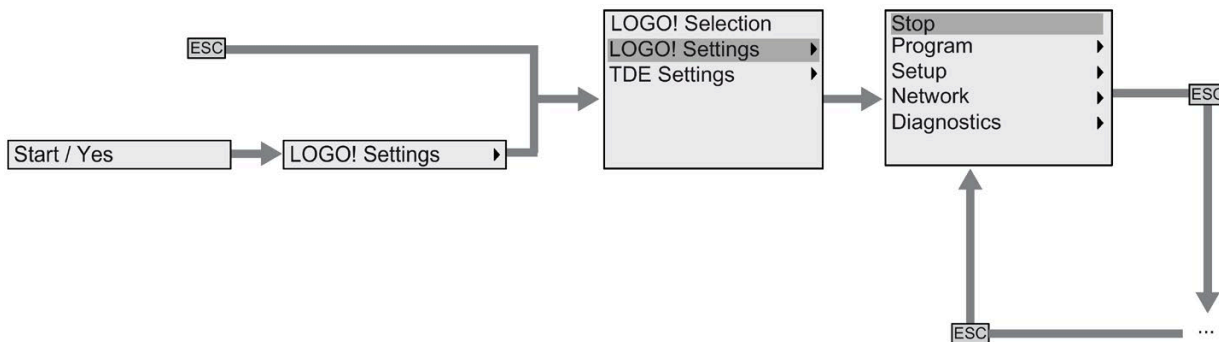 ESC
Start / Yes
LOGO! Settings
LOGO! Selection
LOGO! Settings
TDE Settings
Stop
Program
Setup
Network
Diagnostics
ESC
ESC
...